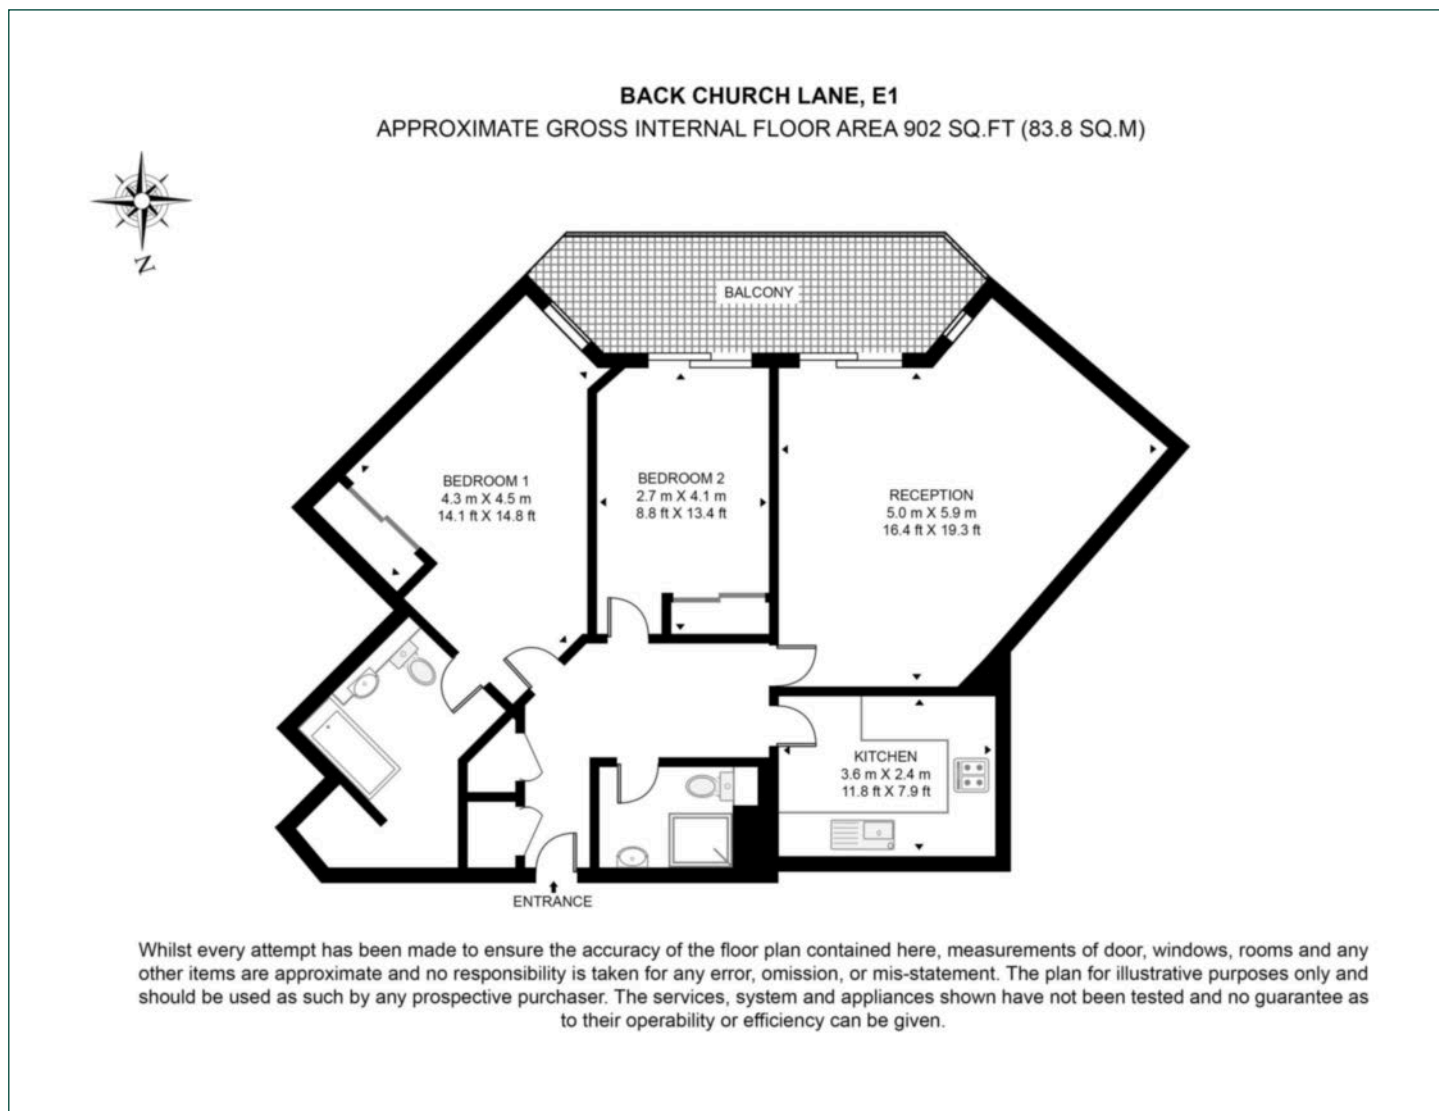 BACK CHURCH LANE, E1
APPROXIMATE GROSS INTERNAL FLOOR AREA 902 SQ.FT (83.8 SQ.M)
N
BALCONY
BEDROOM 1
4.3 m X 4.5 m
14.1 ft X 14.8 ft
BEDROOM 2
2.7 m X 4.1 m
8.8 ft X 13.4 ft
RECEPTION
5.0 m X 5.9 m
16.4 ft X 19.3 ft
KITCHEN
3.6 m X 2.4 m
11.8 ft X 7.9 ft
ENTRANCE
Whilst every attempt has been made to ensure the accuracy of the floor plan contained here, measurements of door, windows, rooms and any
other items are approximate and no responsibility is taken for any error, omission, or mis-statement. The plan for illustrative purposes only and
should be used as such by any prospective purchaser. The services, system and appliances shown have not been tested and no guarantee as
to their operability or efficiency can be given.